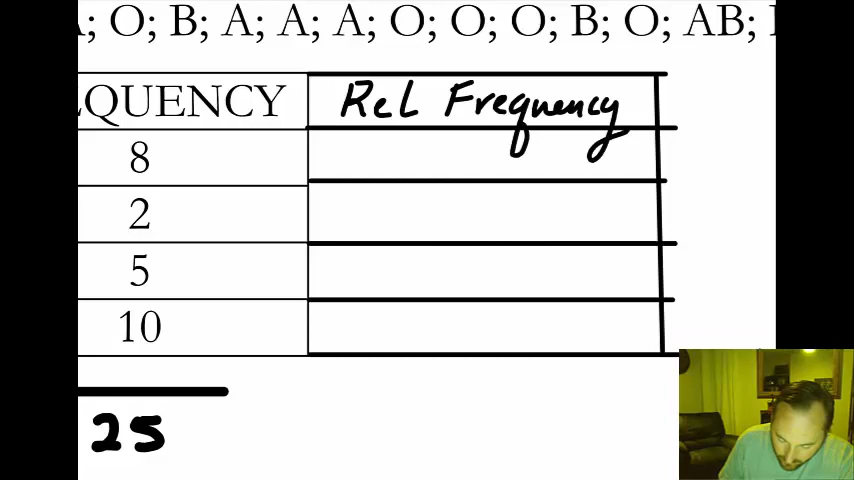 ; O; B; A; A; A; O; O; O; B; O; AB;
QUENCY Rel Frequency
8
2
5
10
25